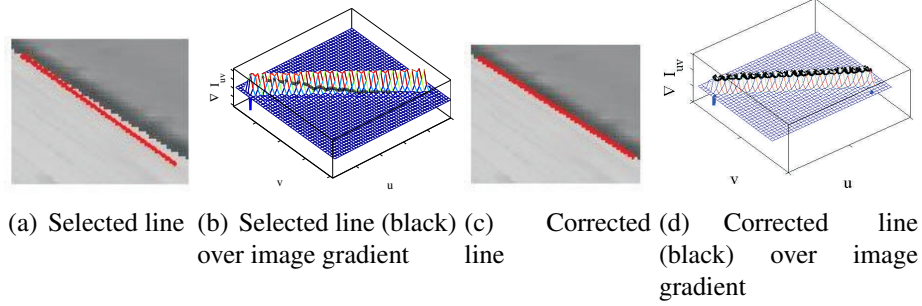 ∇ I_uv
v
u
∇ I_uv
v
u
(a) Selected line
(b) Selected line (black)
over image gradient
(c) Corrected
line
(d) Corrected line
(black) over image
gradient